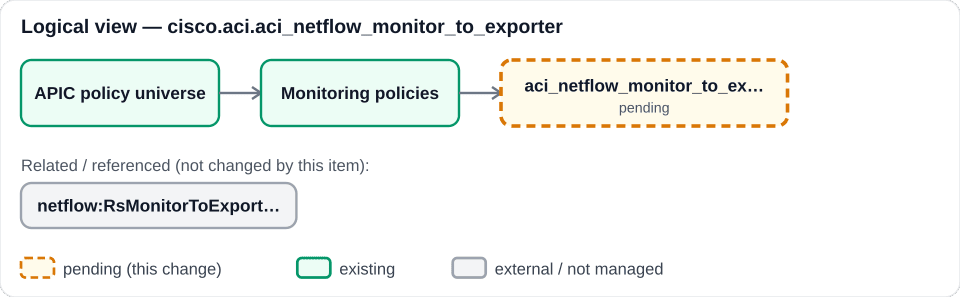 Logical view — cisco.aci.aci_netflow_monitor_to_exporter
APIC policy universe
Monitoring policies
aci_netflow_monitor_to_ex...
pending
Related / referenced (not changed by this item):
netflow:RsMonitorToExport...
pending (this change)
existing
external / not managed